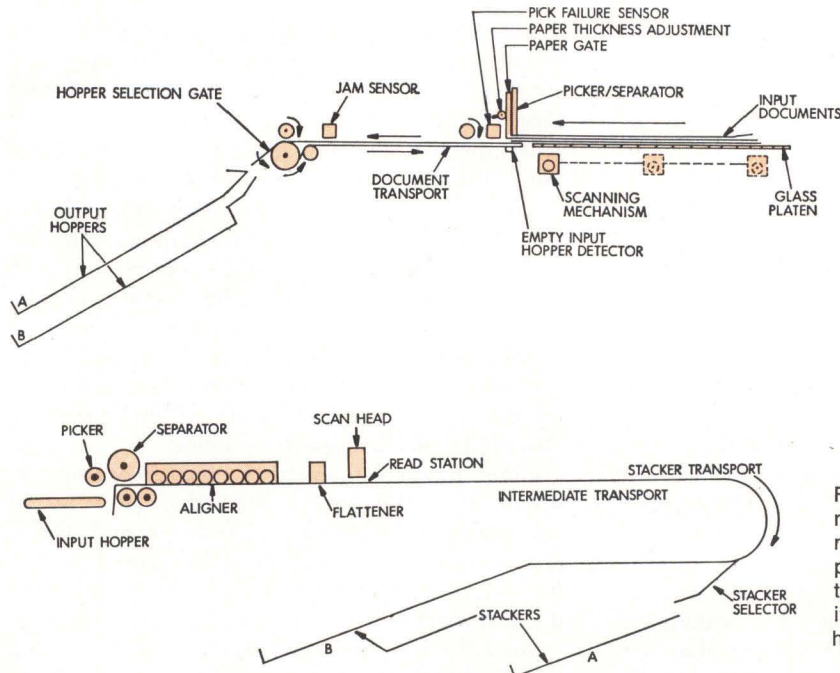 PICK FAILURE SENSOR
PAPER THICKNESS ADJUSTMENT
PAPER GATE
PICKER/SEPARATOR
INPUT
DOCUMENTS
HOPPER SELECTION GATE
JAM SENSOR
DOCUMENT
TRANSPORT
SCANNING
MECHANISM
GLASS
PLATEN
OUTPUT
HOPPERS
EMPTY INPUT
HOPPER DETECTOR
A
B
SCAN HEAD
PICKER
SEPARATOR
READ STATION
STACKER TRANSPORT
ALIGNER
FLATTENER
INTERMEDIATE TRANSPORT
INPUT HOPPER
STACKER
SELECTOR
STACKERS
B
A